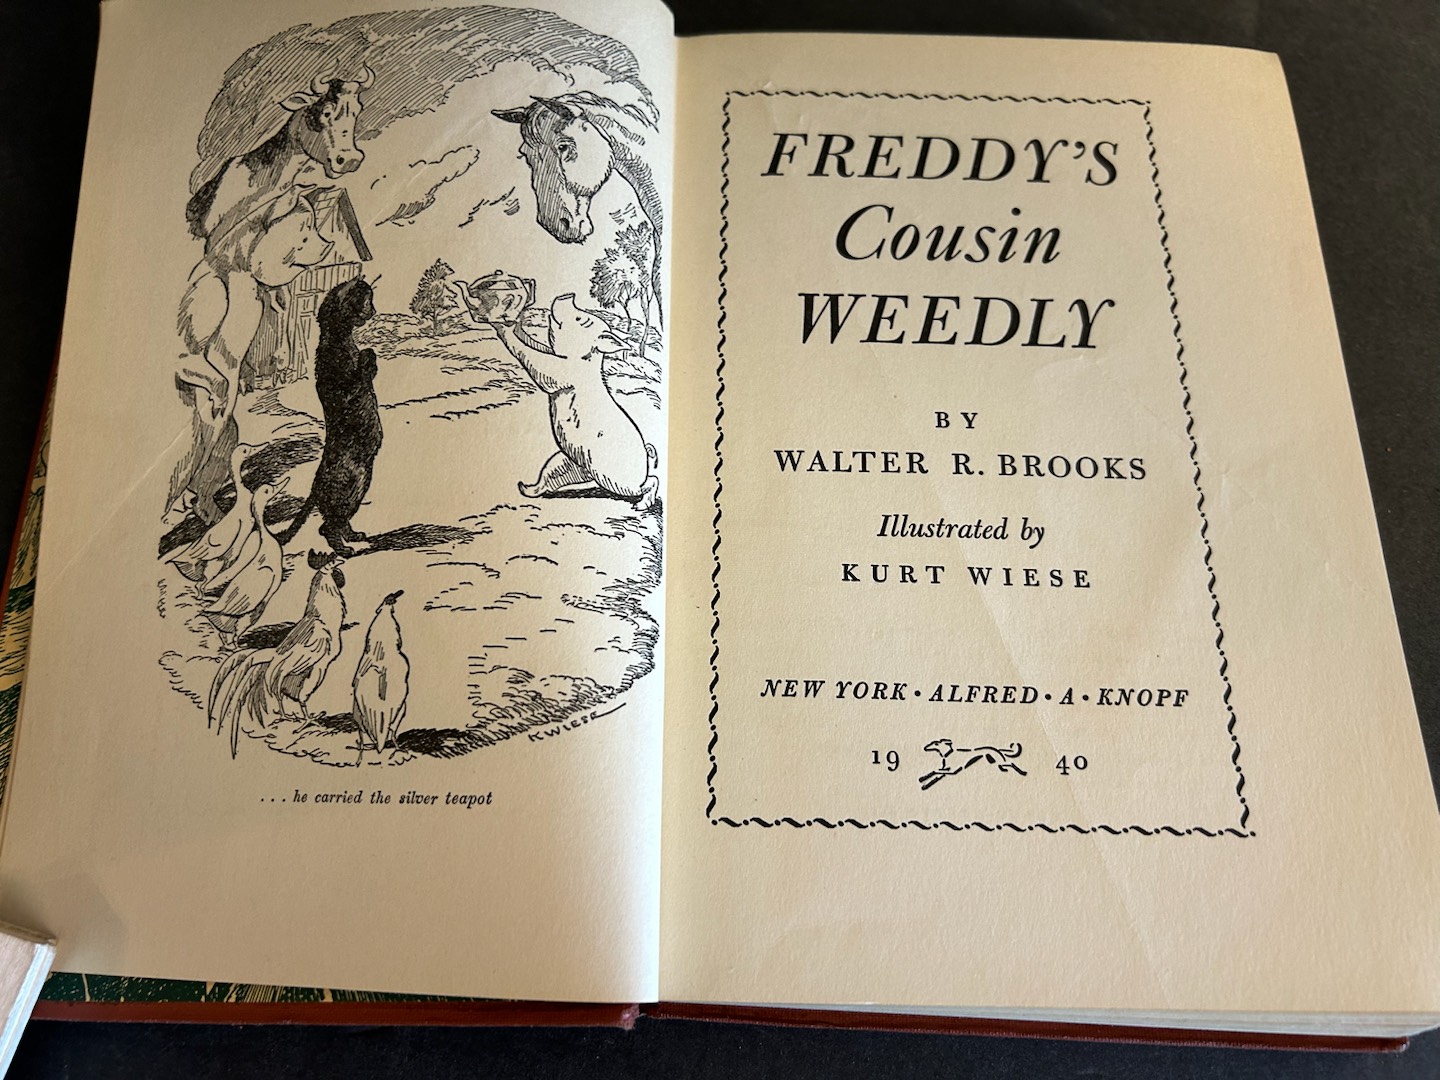 KWIESE
... he carried the silver teapot
FREDDY'S
Cousin
WEEDLY
BY
WALTER R. BROOKS
Illustrated by
KURT WIESE
NEW YORK · ALFRED · A · KNOPF
19 40